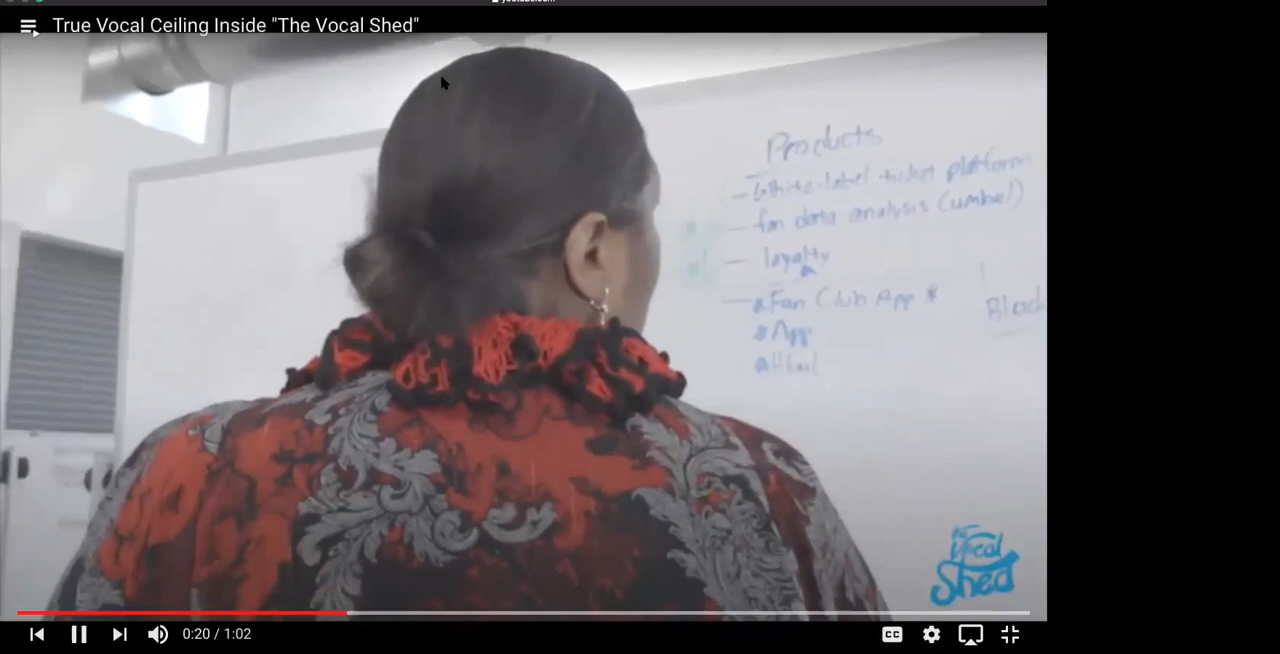 True Vocal Ceiling Inside "The Vocal Shed"
Products
- White-label ticket platform
- fan data analysis (umbel)
- loyalty
- Fan Club App *
App
The
Vocal
Shed
0:20 / 1:02
CC